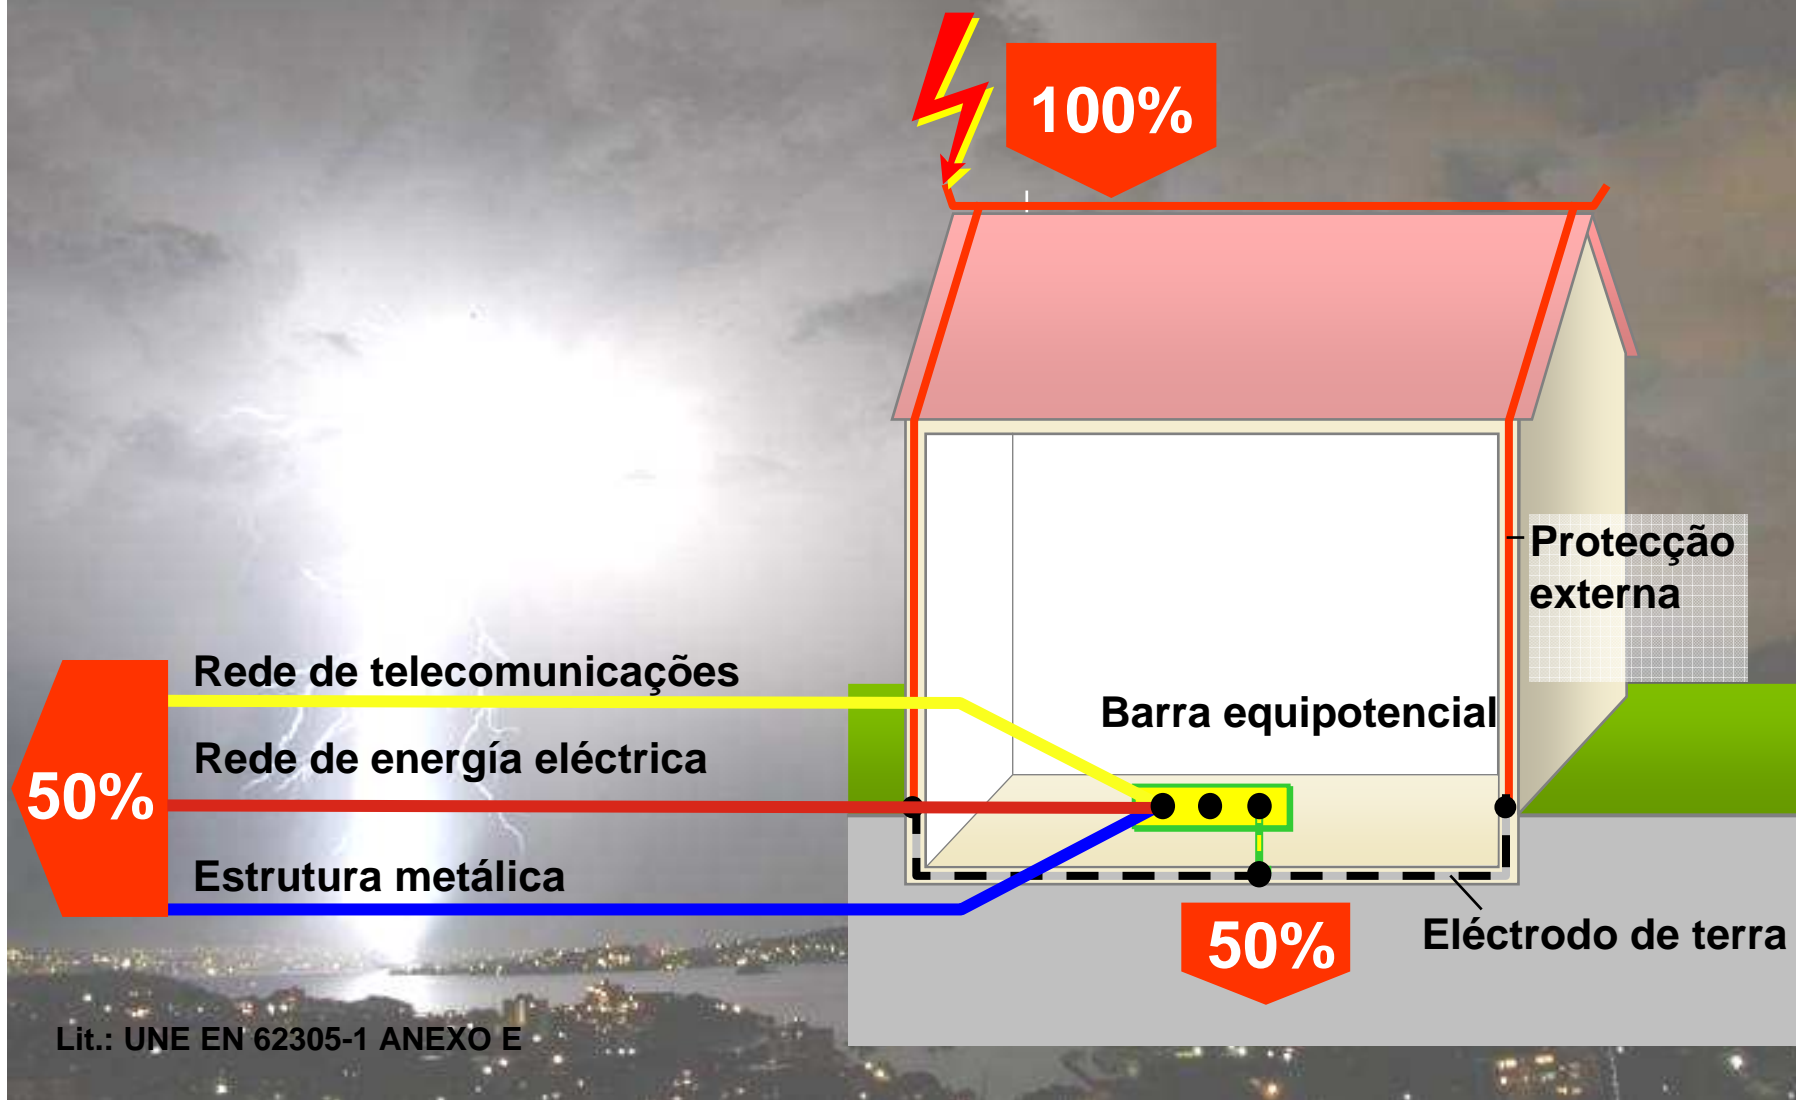 100%
Protecção
externa
Rede de telecomunicações
Barra equipotencial
Rede de energía eléctrica
50%
Estrutura metálica
Eléctrodo de terra
50%
Lit.: UNE EN 62305-1 ANEXO E